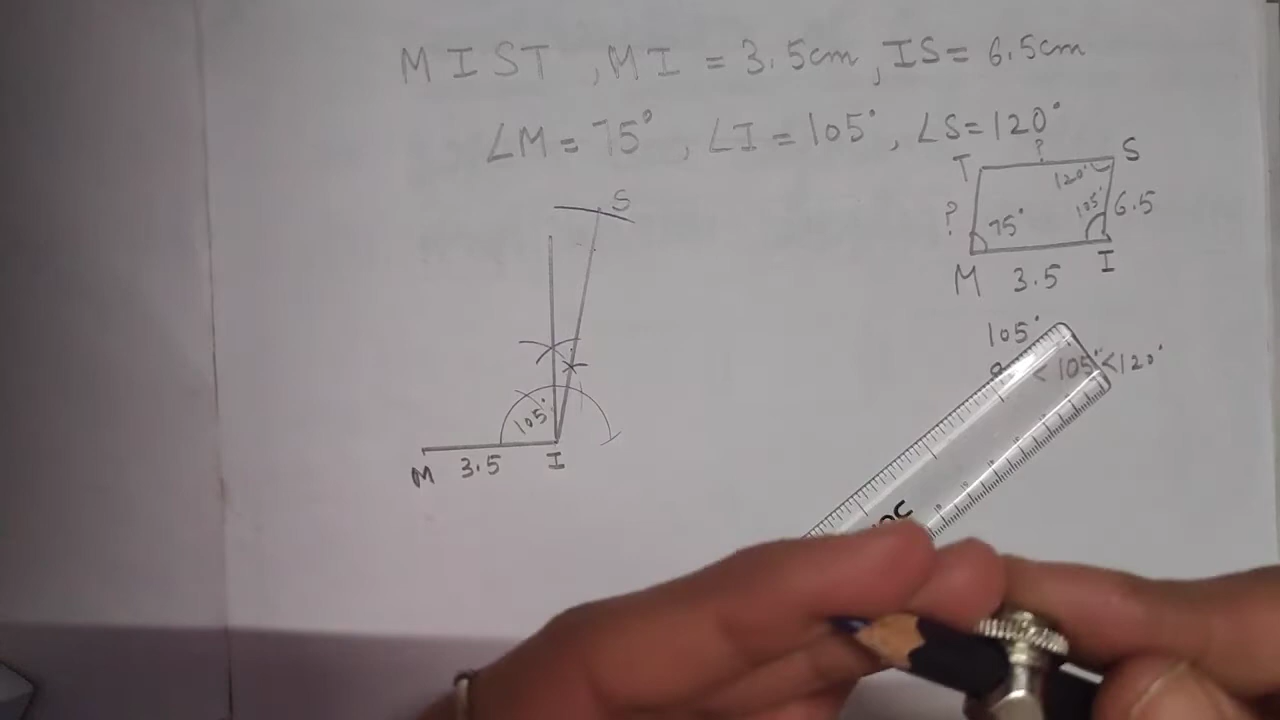 MIST, MI = 3.5cm, IS = 6.5cm
∠M = 75°, ∠I = 105°, ∠S = 120°
T ? S
120°
? 75° 105° 6.5
M 3.5 I
S
105°
M 3.5 I
105°
< 105° < 120°